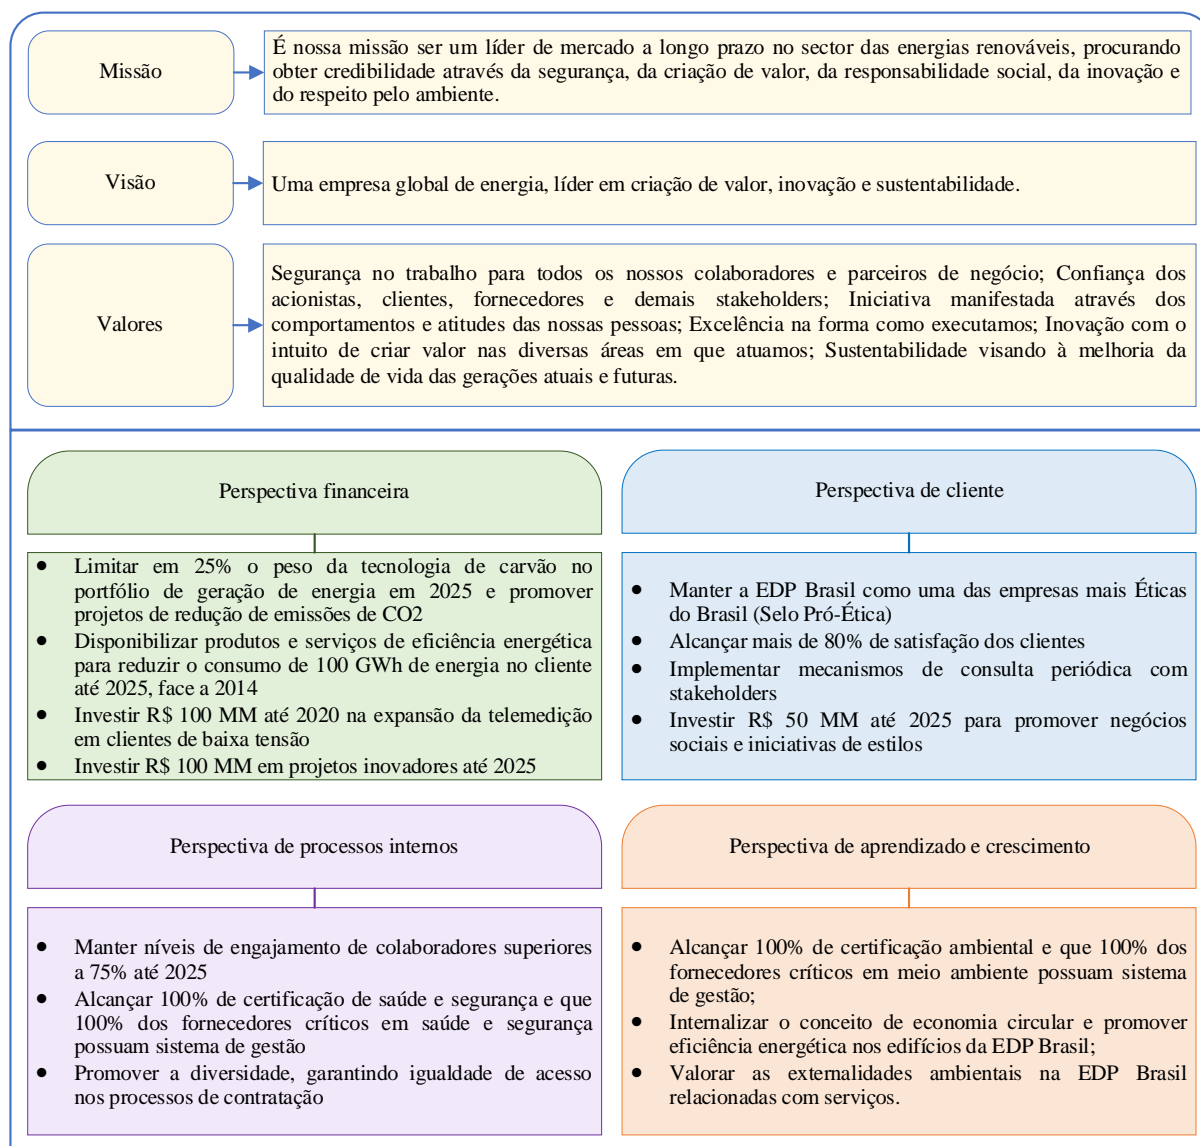 Missão
É nossa missão ser um líder de mercado a longo prazo no sector das energias renováveis, procurando
obter credibilidade através da segurança, da criação de valor, da responsabilidade social, da inovação e
do respeito pelo ambiente.
Visão
Uma empresa global de energia, líder em criação de valor, inovação e sustentabilidade.
Valores
Segurança no trabalho para todos os nossos colaboradores e parceiros de negócio; Confiança dos
acionistas, clientes, fornecedores e demais stakeholders; Iniciativa manifestada através dos
comportamentos e atitudes das nossas pessoas; Excelência na forma como executamos; Inovação com o
intuito de criar valor nas diversas áreas em que atuamos; Sustentabilidade visando à melhoria da
qualidade de vida das gerações atuais e futuras.
Perspectiva financeira
• Limitar em 25% o peso da tecnologia de carvão no
portfólio de geração de energia em 2025 e promover
projetos de redução de emissões de CO2
• Disponibilizar produtos e serviços de eficiência energética
para reduzir o consumo de 100 GWh de energia no cliente
até 2025, face a 2014
• Investir R$ 100 MM até 2020 na expansão da telemedição
em clientes de baixa tensão
• Investir R$ 100 MM em projetos inovadores até 2025
Perspectiva de cliente
• Manter a EDP Brasil como uma das empresas mais Éticas
do Brasil (Selo Pró-Ética)
• Alcançar mais de 80% de satisfação dos clientes
• Implementar mecanismos de consulta periódica com
stakeholders
• Investir R$ 50 MM até 2025 para promover negócios
sociais e iniciativas de estilos
Perspectiva de processos internos
• Manter níveis de engajamento de colaboradores superiores
a 75% até 2025
• Alcançar 100% de certificação de saúde e segurança e que
100% dos fornecedores críticos em saúde e segurança
possuam sistema de gestão
• Promover a diversidade, garantindo igualdade de acesso
nos processos de contratação
Perspectiva de aprendizado e crescimento
• Alcançar 100% de certificação ambiental e que 100% dos
fornecedores críticos em meio ambiente possuam sistema
de gestão;
• Internalizar o conceito de economia circular e promover
eficiência energética nos edifícios da EDP Brasil;
• Valorar as externalidades ambientais na EDP Brasil
relacionadas com serviços.